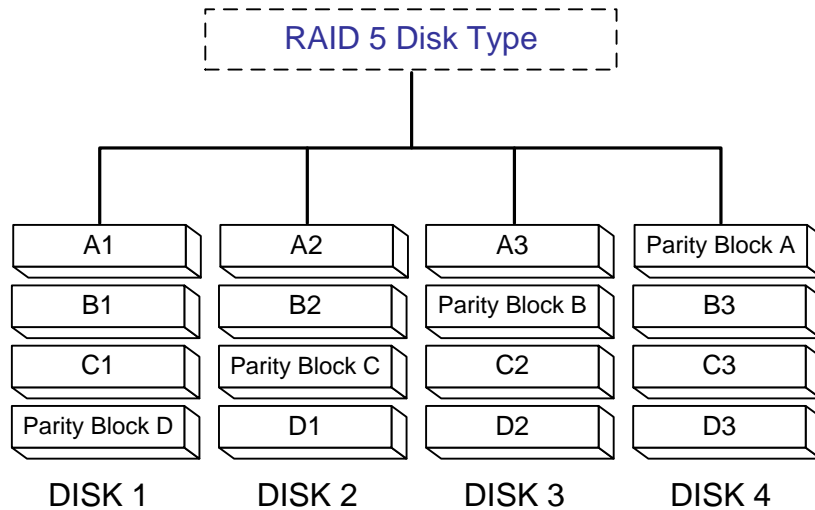 RAID 5 Disk Type
A1 A2 A3 Parity Block A
B1 B2 Parity Block B B3
C1 Parity Block C C2 C3
Parity Block D D1 D2 D3
DISK 1 DISK 2 DISK 3 DISK 4